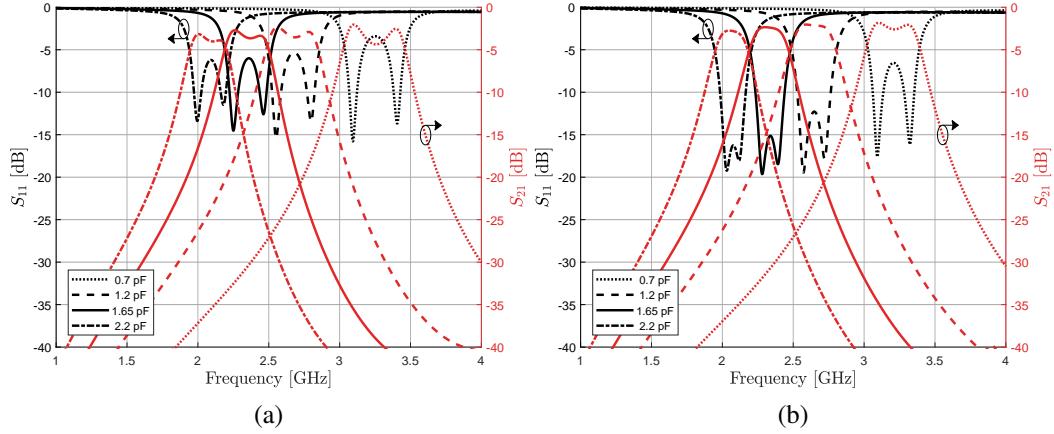 0
-5
-10
-15
-20
-25
-30
-35
-40
S11 [dB]
0
-5
-10
-15
-20
-25
-30
-35
-40
S21 [dB]
0.7 pF
1.2 pF
1.65 pF
2.2 pF
1 1.5 2 2.5 3 3.5 4
Frequency [GHz]
(a)
0
-5
-10
-15
-20
-25
-30
-35
-40
S11 [dB]
0
-5
-10
-15
-20
-25
-30
-35
-40
S21 [dB]
0.7 pF
1.2 pF
1.65 pF
2.2 pF
1 1.5 2 2.5 3 3.5 4
Frequency [GHz]
(b)